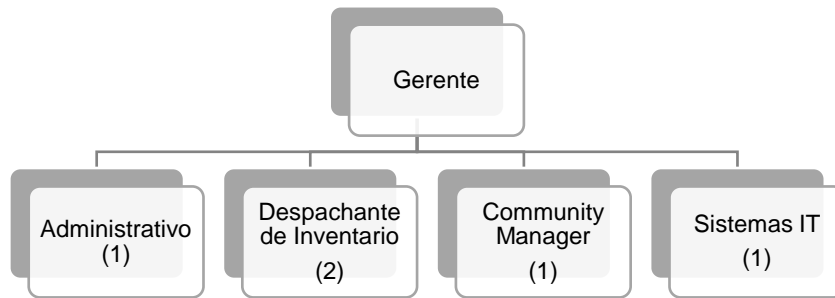 Gerente
Administrativo
(1)
Despachante
de Inventario
(2)
Community
Manager
(1)
Sistemas IT
(1)